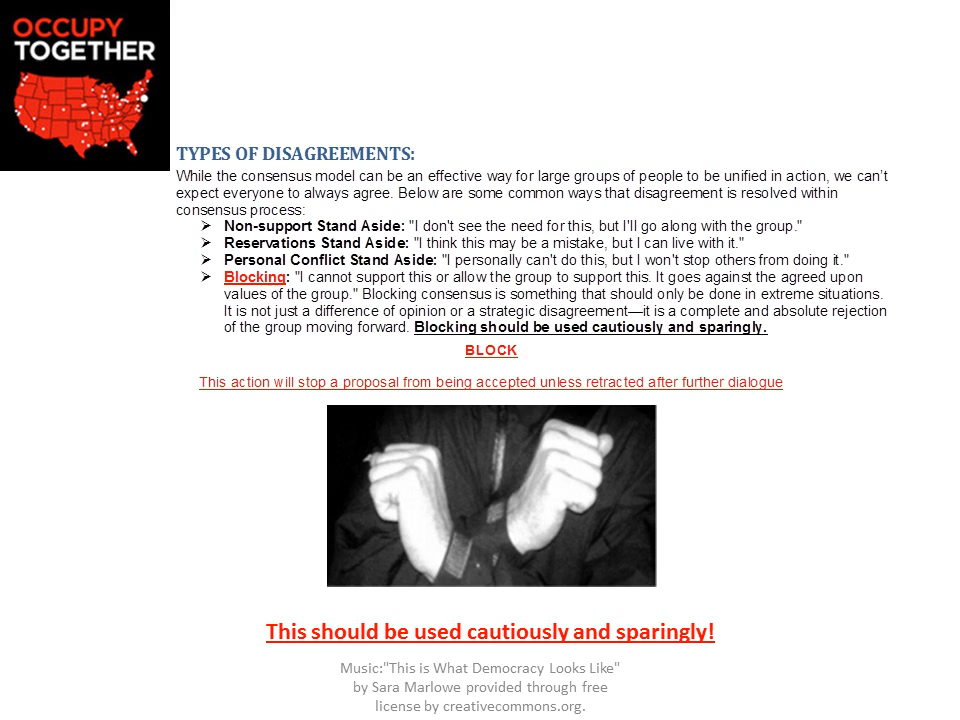 OCCUPY
TOGETHER
TYPES OF DISAGREEMENTS:
While the consensus model can be an effective way for large groups of people to be unified in action, we can’t
expect everyone to always agree. Below are some common ways that disagreement is resolved within
consensus process:
➢ Non-support Stand Aside: "I don't see the need for this, but I'll go along with the group."
➢ Reservations Stand Aside: "I think this may be a mistake, but I can live with it."
➢ Personal Conflict Stand Aside: "I personally can't do this, but I won't stop others from doing it."
➢ Blocking: "I cannot support this or allow the group to support this. It goes against the agreed upon
values of the group." Blocking consensus is something that should only be done in extreme situations.
It is not just a difference of opinion or a strategic disagreement—it is a complete and absolute rejection
of the group moving forward. Blocking should be used cautiously and sparingly.
BLOCK
This action will stop a proposal from being accepted unless retracted after further dialogue
This should be used cautiously and sparingly!
Music:"This is What Democracy Looks Like"
by Sara Marlowe provided through free
license by creativecommons.org.